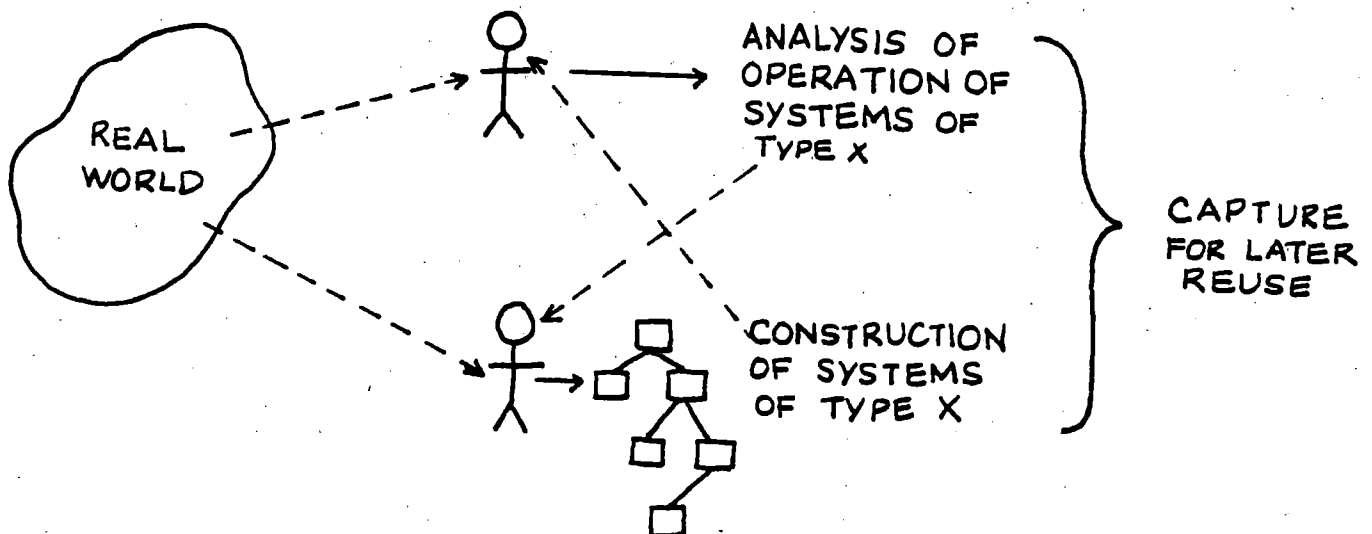 REAL
WORLD
ANALYSIS OF
OPERATION OF
SYSTEMS OF
TYPE X
CONSTRUCTION
OF SYSTEMS
OF TYPE X
CAPTURE
FOR LATER
REUSE